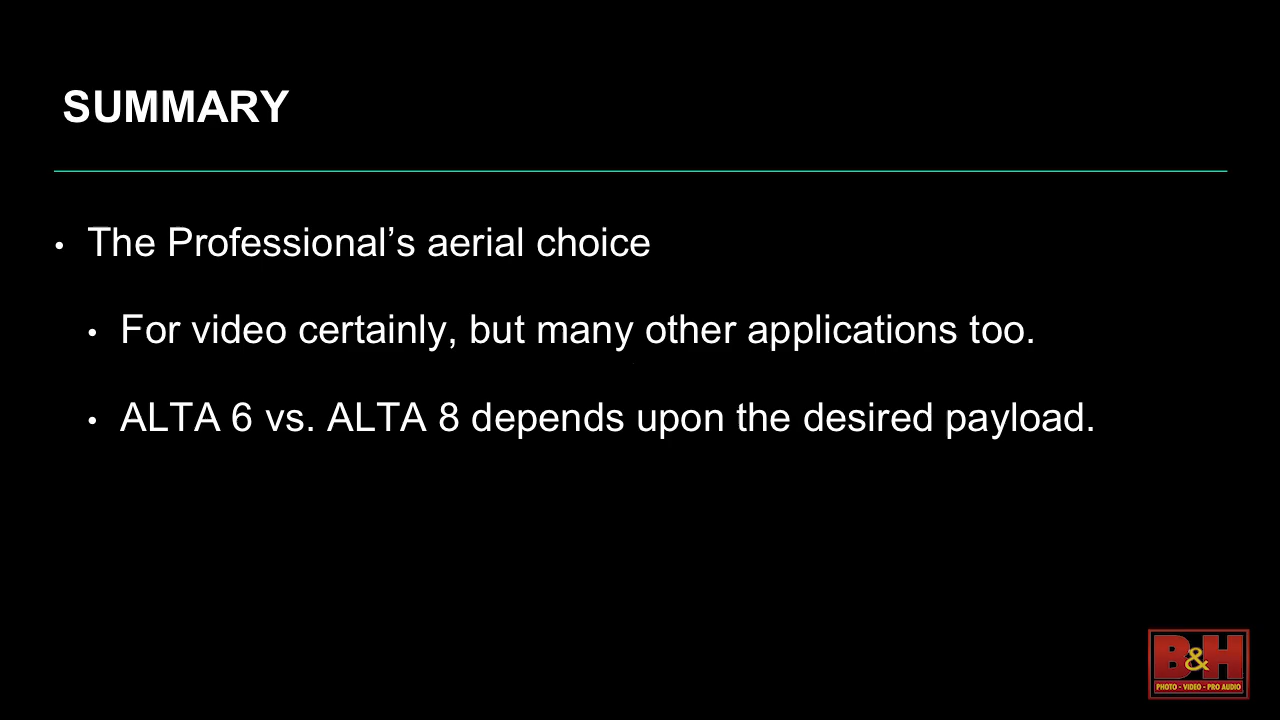 SUMMARY
• The Professional’s aerial choice
• For video certainly, but many other applications too.
• ALTA 6 vs. ALTA 8 depends upon the desired payload.
B&H
PHOTO - VIDEO - PRO AUDIO